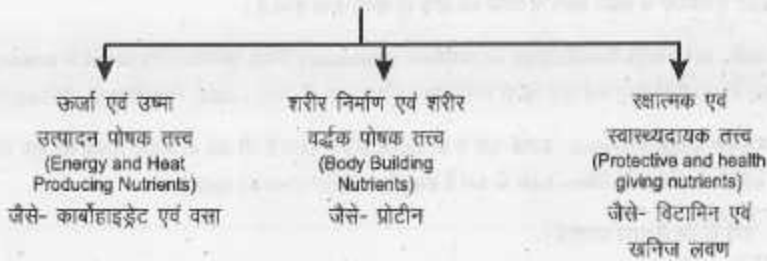 ऊर्जा एवं उष्मा
उत्पादन पोषक तत्त्व
(Energy and Heat
Producing Nutrients)
जैसे- कार्बोहाइड्रेट एवं वसा
शरीर निर्माण एवं शरीर
वर्द्धक पोषक तत्त्व
(Body Building
Nutrients)
जैसे- प्रोटीन
रक्षात्मक एवं
स्वास्थ्यदायक तत्त्व
(Protective and health
giving nutrients)
जैसे- विटामिन एवं
खनिज लवण